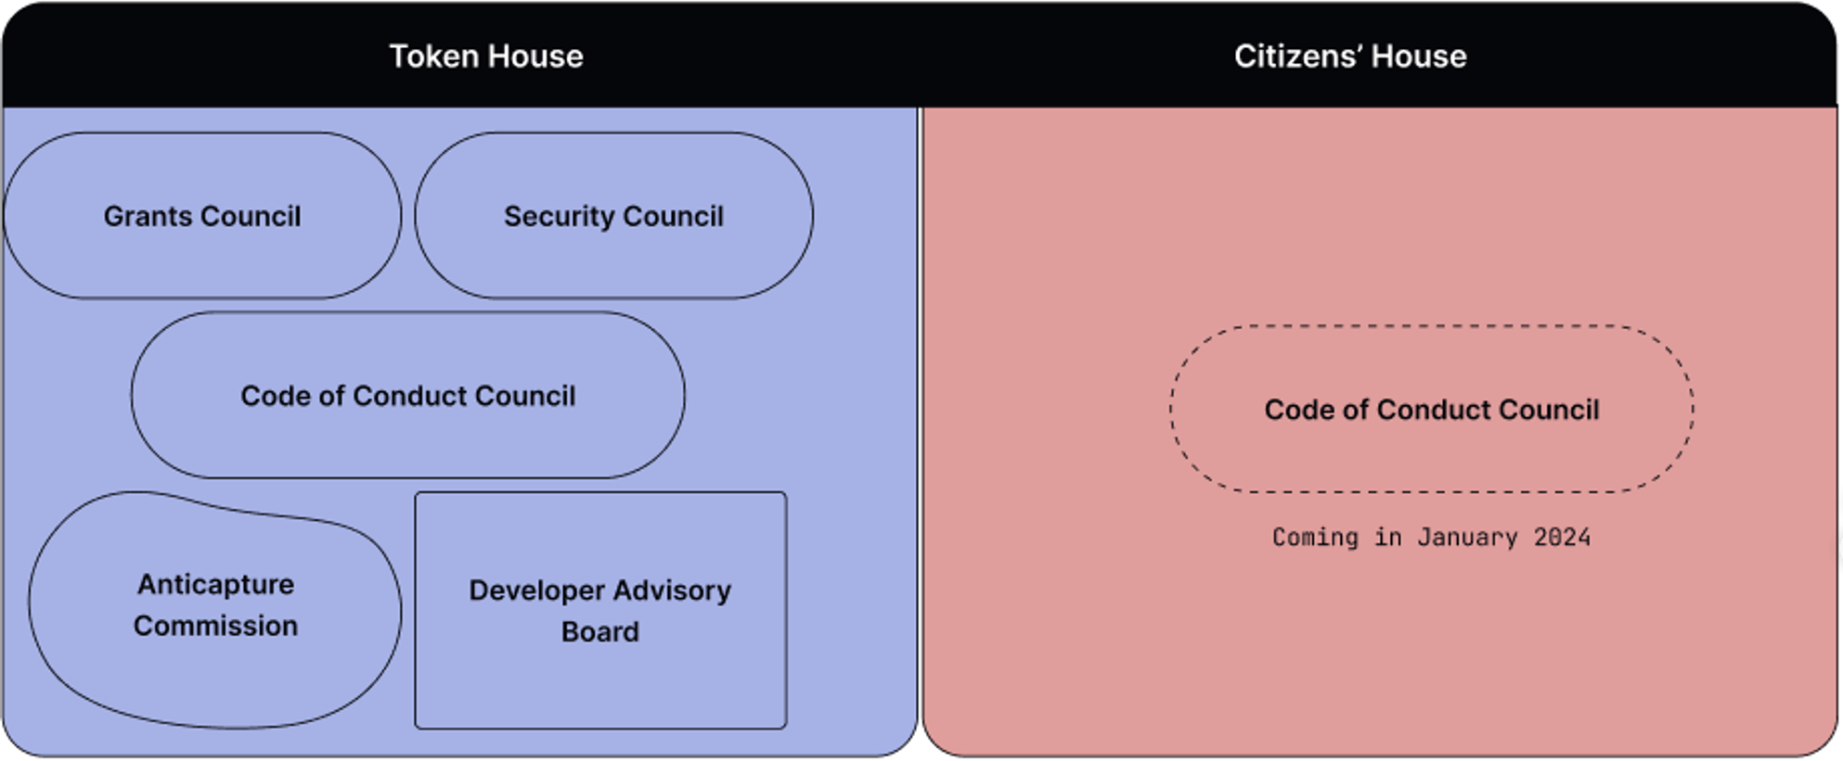 Token House
Citizens’ House
Grants Council
Security Council
Code of Conduct Council
Anticapture
Commission
Developer Advisory
Board
Code of Conduct Council
Coming in January 2024